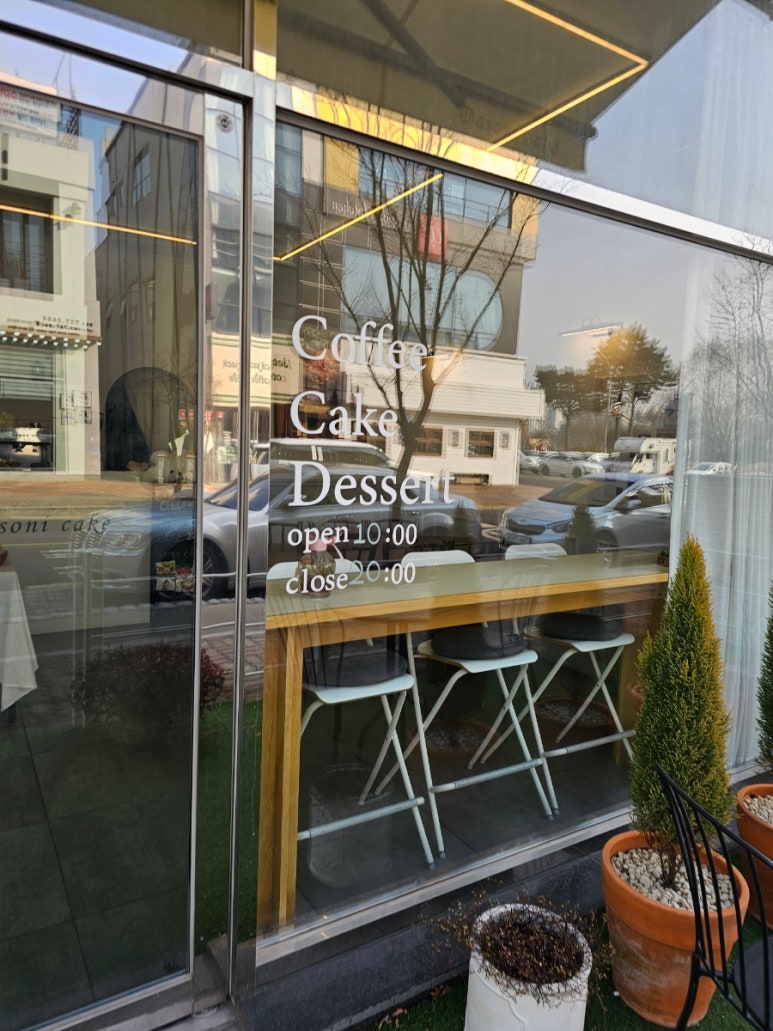 Coffee
Cake
Dessert
open 10:00
close 20:00
soni cake